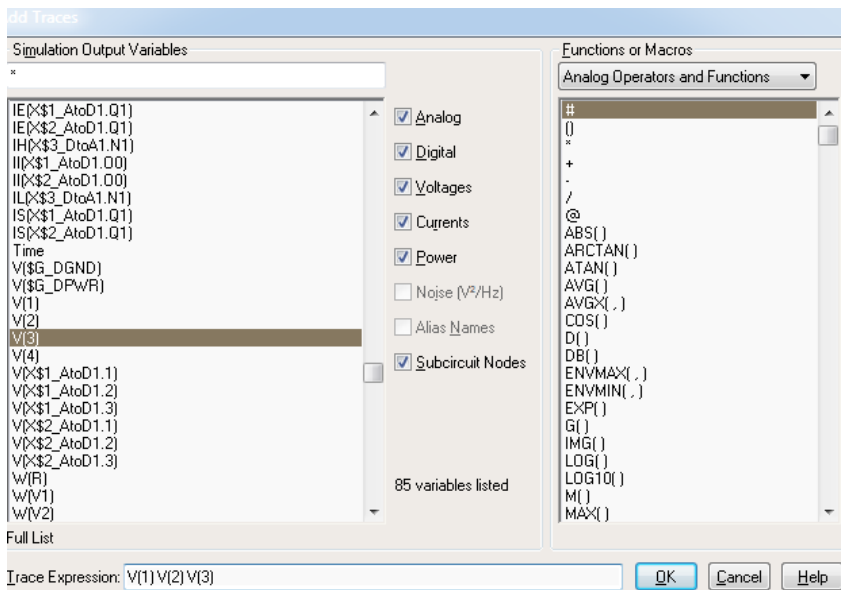 Add Traces
Simulation Output Variables
*
IE(X$1_AtoD1.Q1)
IE(X$2_AtoD1.Q1)
IH(X$3_DtoA1.N1)
II(X$1_AtoD1.O0)
II(X$2_AtoD1.O0)
IL(X$3_DtoA1.N1)
IS(X$1_AtoD1.Q1)
IS(X$2_AtoD1.Q1)
Time
V($G_DGND)
V($G_DPWR)
V(1)
V(2)
V(3)
V(4)
V(X$1_AtoD1.1)
V(X$1_AtoD1.2)
V(X$1_AtoD1.3)
V(X$2_AtoD1.1)
V(X$2_AtoD1.2)
V(X$2_AtoD1.3)
W(R)
W(V1)
W(V2)
Full List
Analog
Digital
Voltages
Currents
Power
Noise (V²/Hz)
Alias Names
Subcircuit Nodes
85 variables listed
Functions or Macros
Analog Operators and Functions
#
()
*
+
-
/
@
ABS( )
ARCTAN( )
ATAN( )
AVG( )
AVGX( , )
COS( )
D( )
DB( )
ENVMAX( , )
ENVMIN( , )
EXP( )
G( )
IMG( )
LOG( )
LOG10( )
M( )
MAX( )
Trace Expression: V(1) V(2) V(3)
OK
Cancel
Help